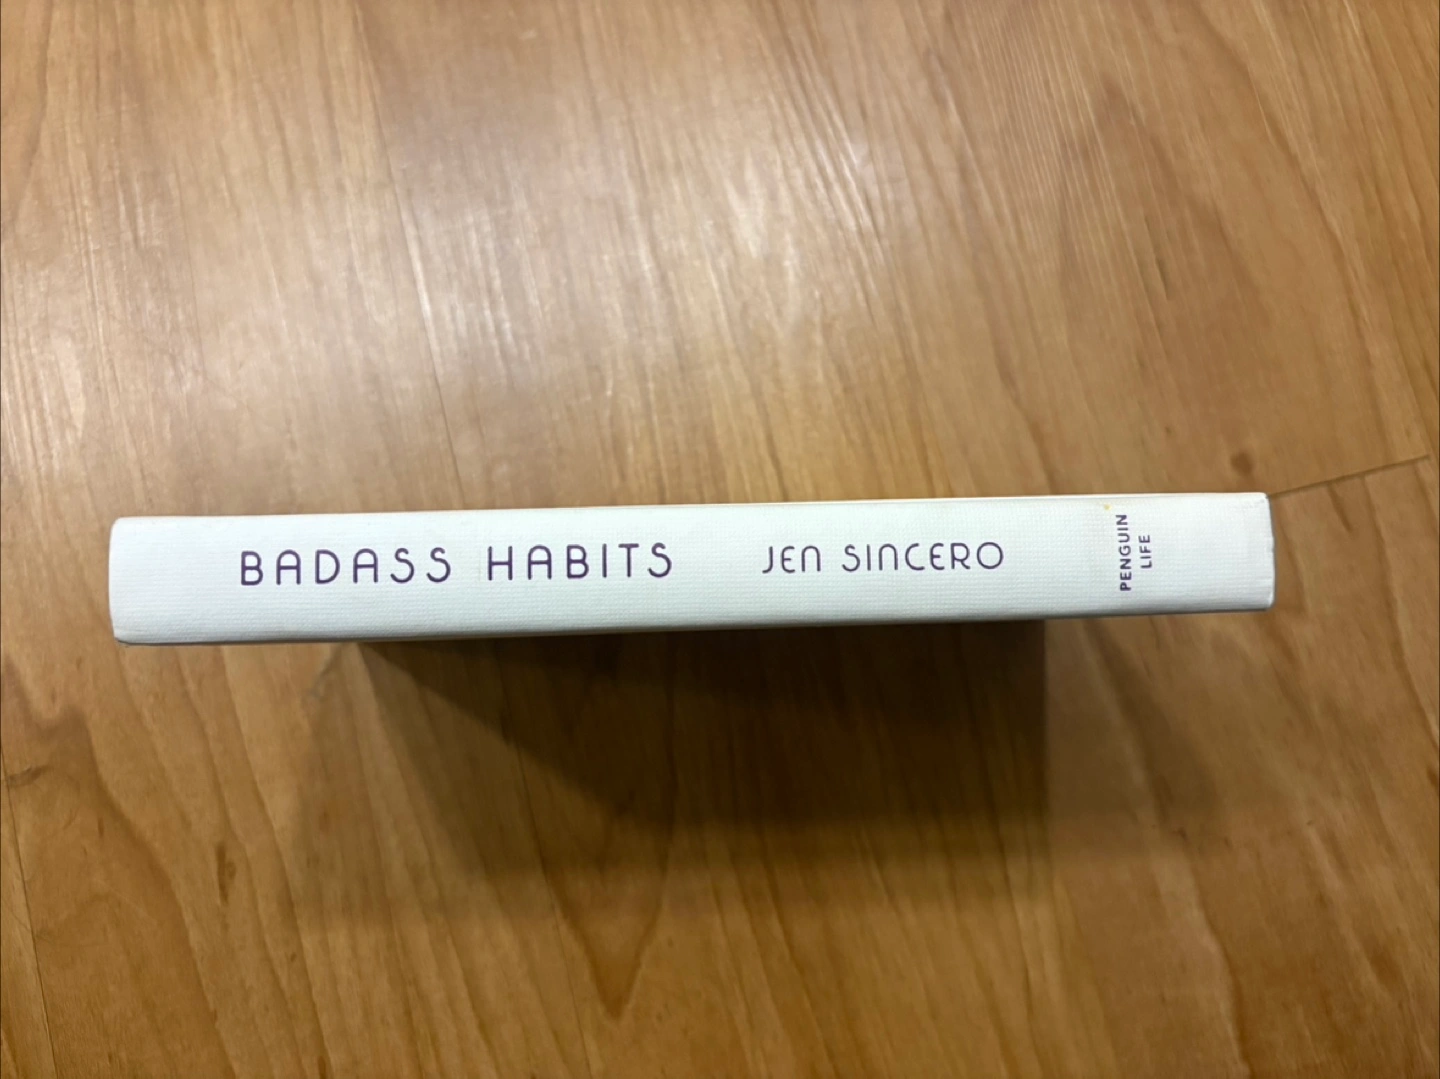 BADASS HABITS
JEN SINCERO
PENGUIN
LIFE